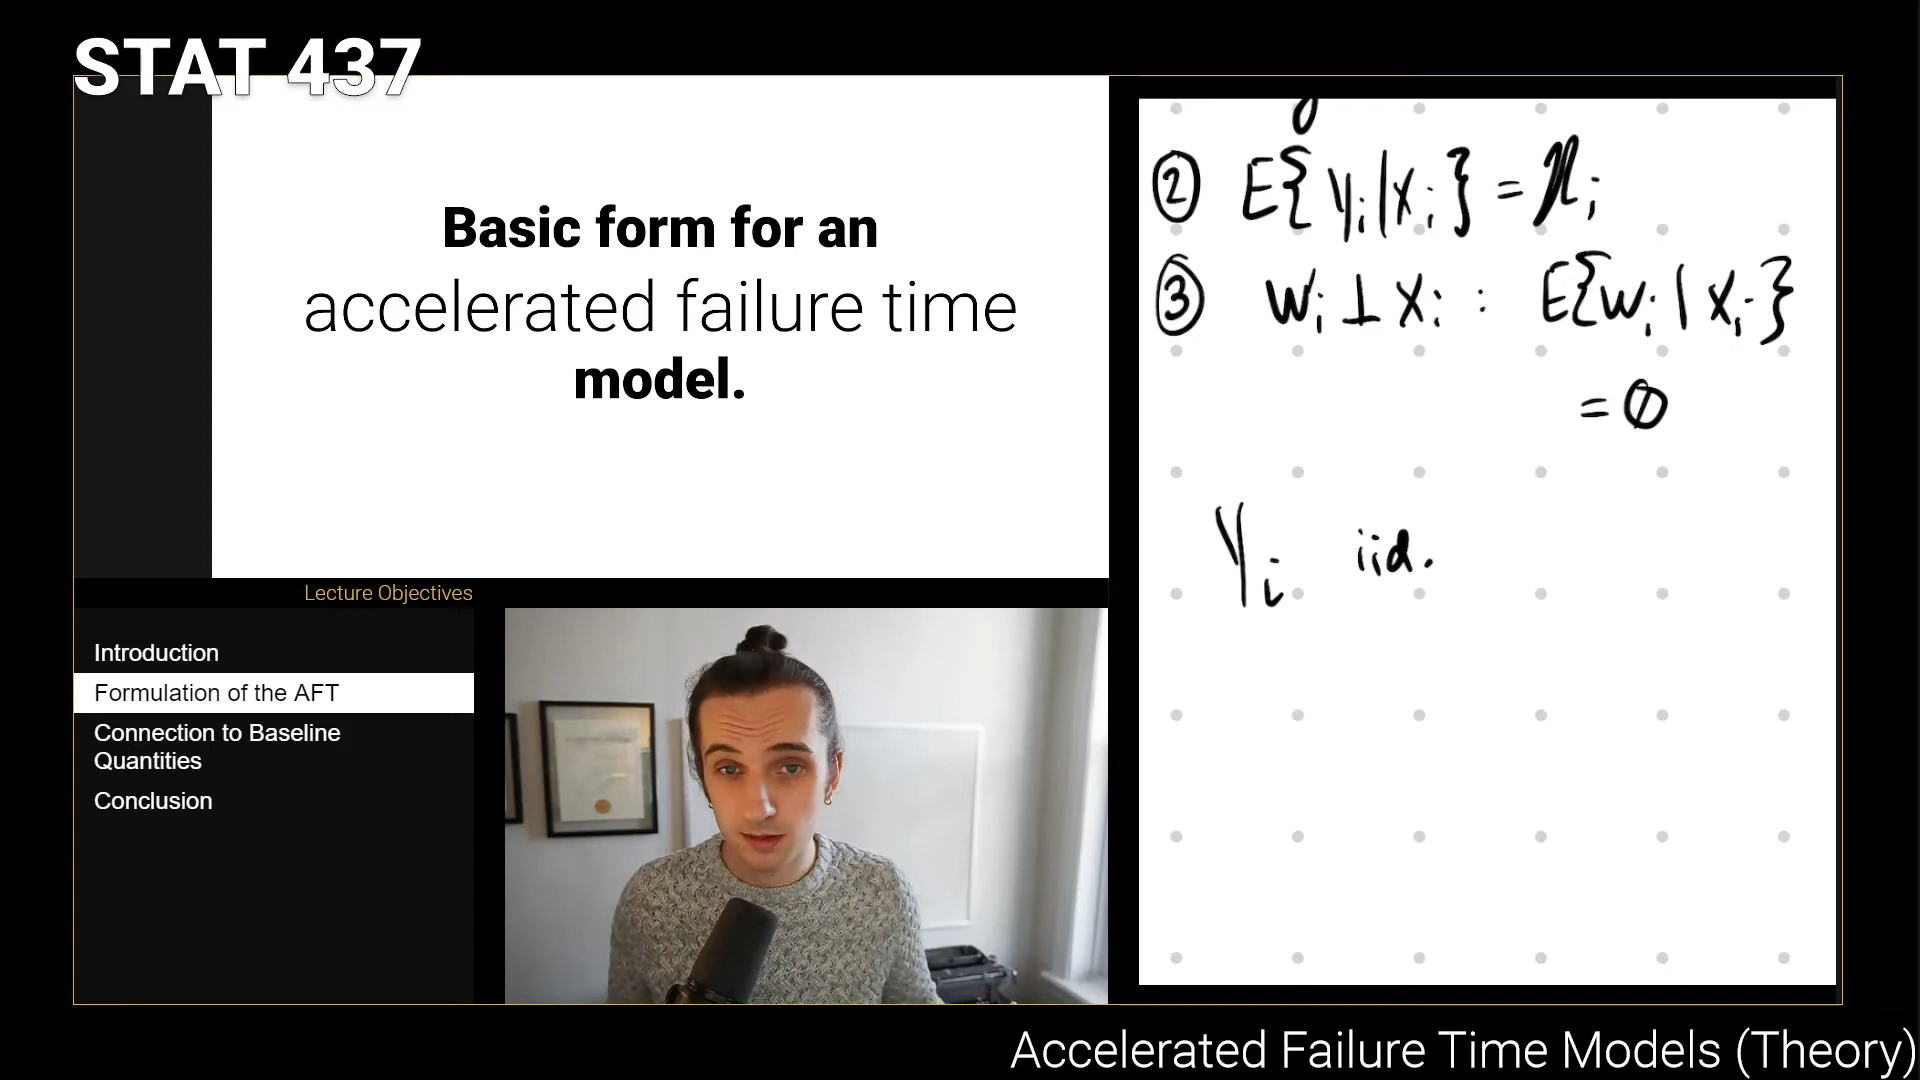 STAT 437
Basic form for an
accelerated failure time
model.
Lecture Objectives
Introduction
Formulation of the AFT
Connection to Baseline
Quantities
Conclusion
② E{Yᵢ|Xᵢ} = ηᵢ
③ Wᵢ ⊥ Xᵢ : E{Wᵢ | Xᵢ}
= 0
Yᵢ iid.
Accelerated Failure Time Models (Theory)